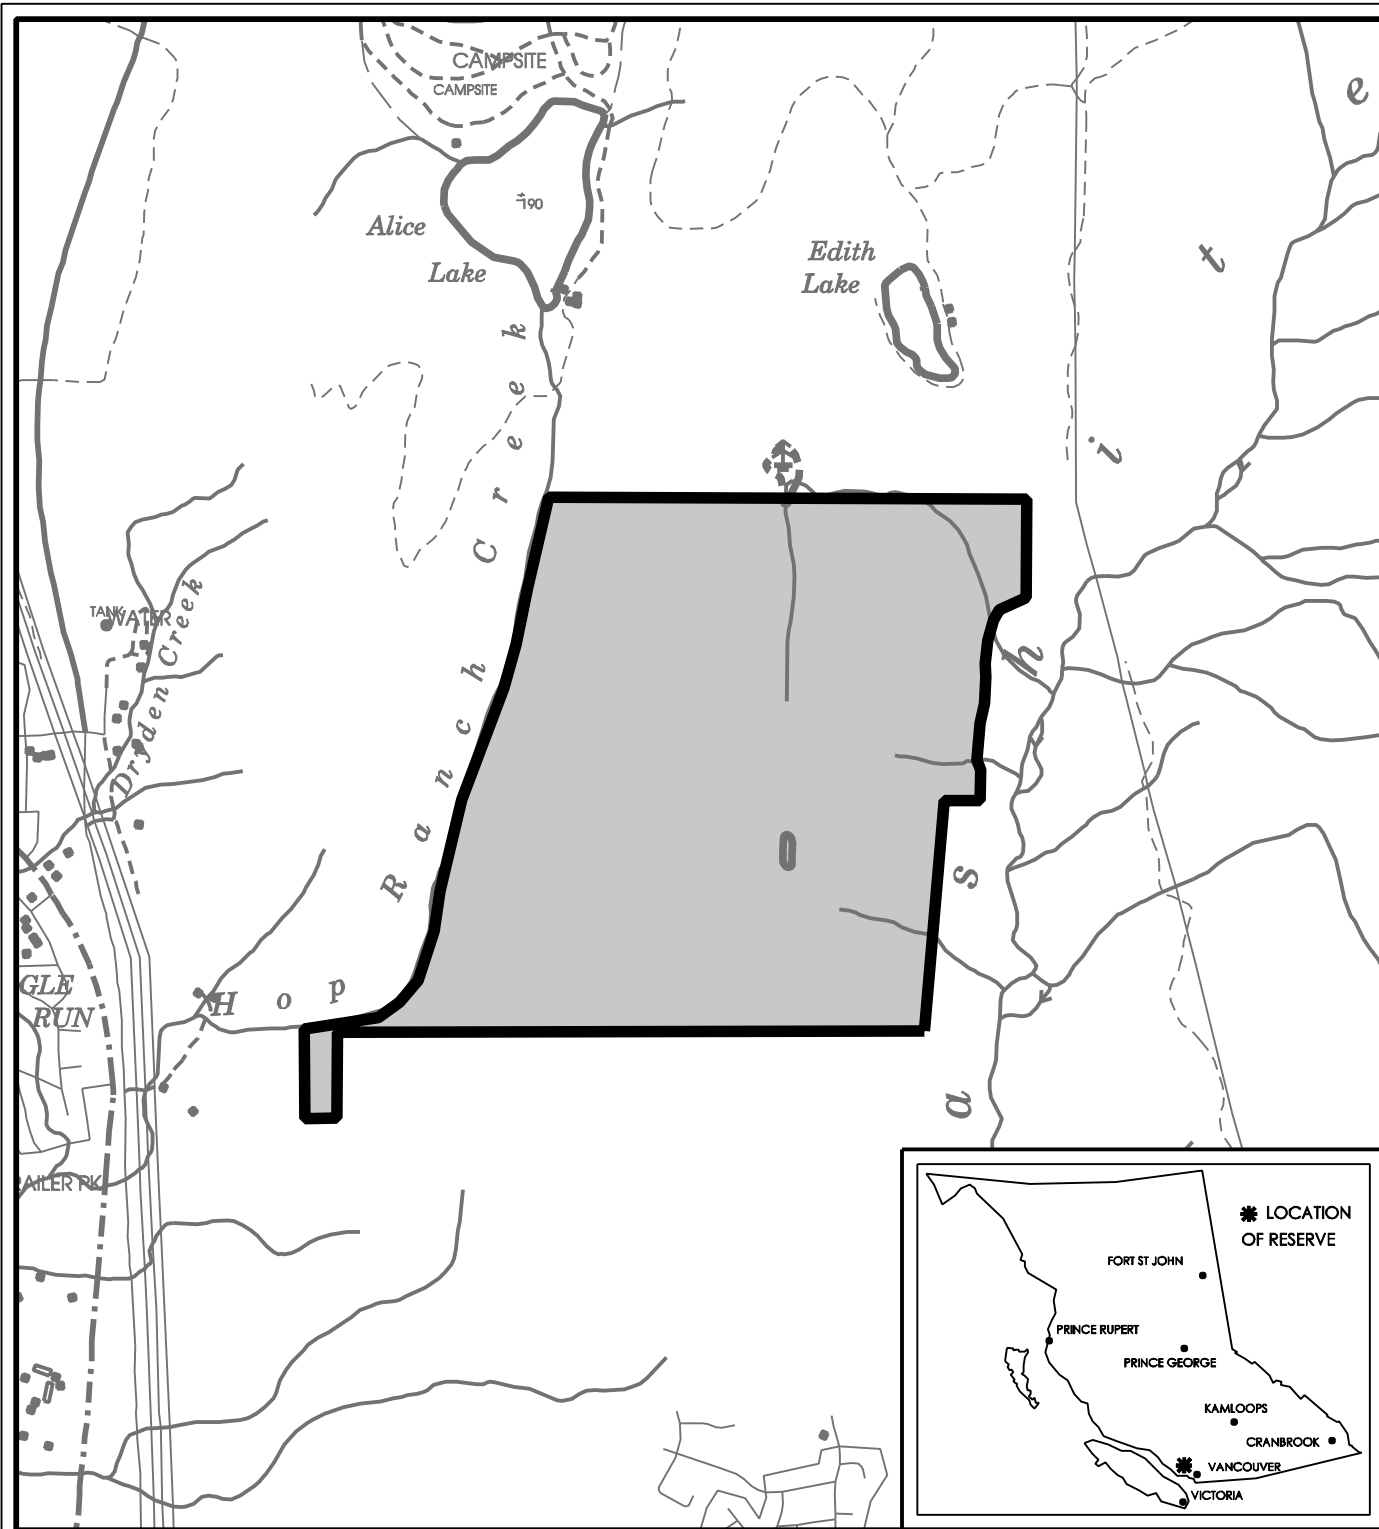 CAMPSITE
CAMPSITE
190
Alice
Lake
Edith
Lake
Hop Ranch Creek
TANK
WATER
Dryden Creek
GLE
RUN
AILER PK
ashite
LOCATION
OF RESERVE
FORT ST JOHN
PRINCE RUPERT
PRINCE GEORGE
KAMLOOPS
CRANBROOK
VANCOUVER
VICTORIA